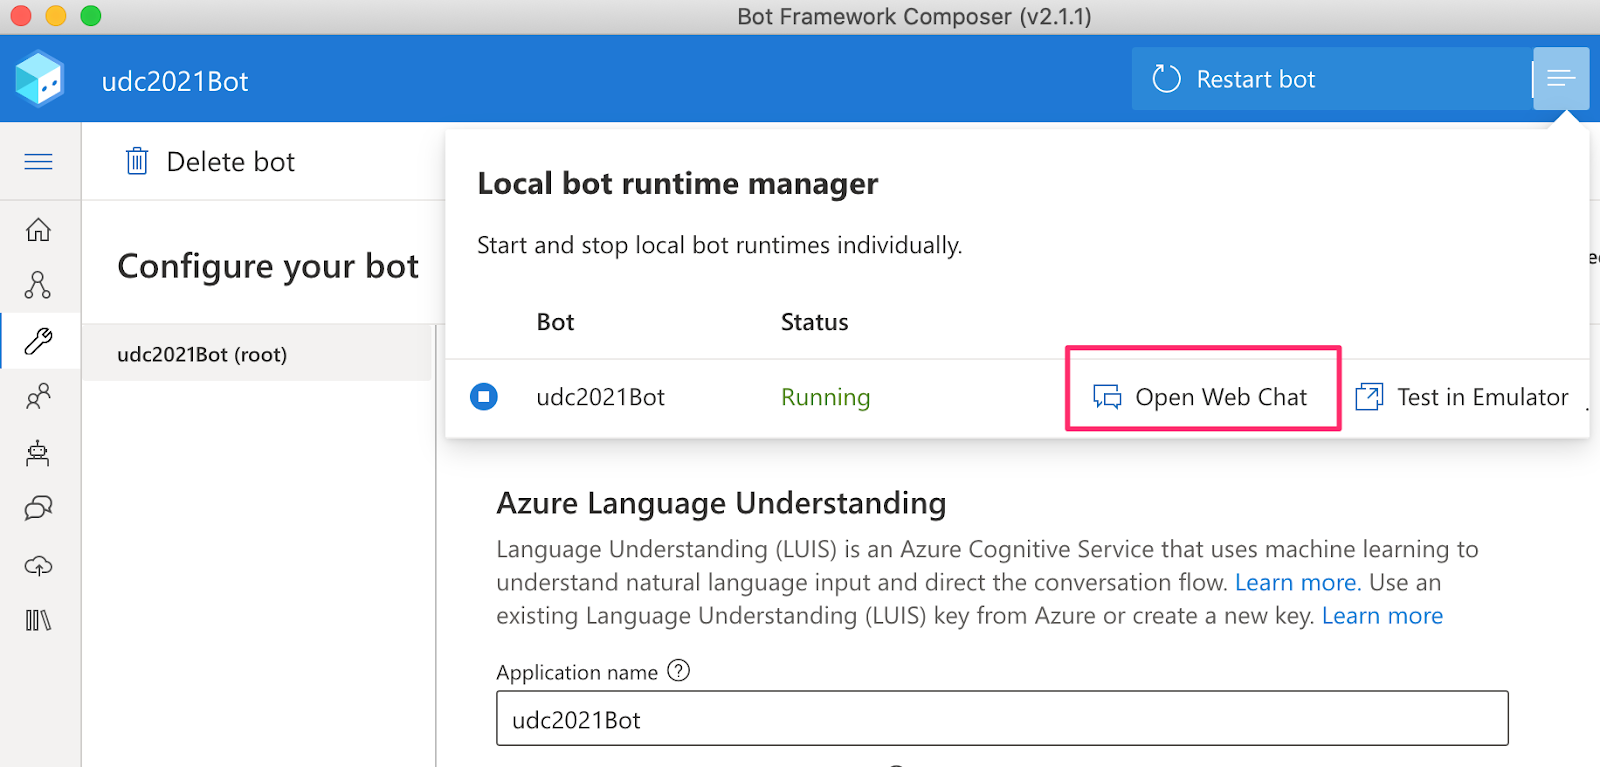 Bot Framework Composer (v2.1.1)
udc2021Bot
Restart bot
Delete bot
Local bot runtime manager
Configure your bot
Start and stop local bot runtimes individually.
Bot Status
udc2021Bot (root)
udc2021Bot Running Open Web Chat Test in Emulator
Azure Language Understanding
Language Understanding (LUIS) is an Azure Cognitive Service that uses machine learning to
understand natural language input and direct the conversation flow. Learn more. Use an
existing Language Understanding (LUIS) key from Azure or create a new key. Learn more
Application name
udc2021Bot